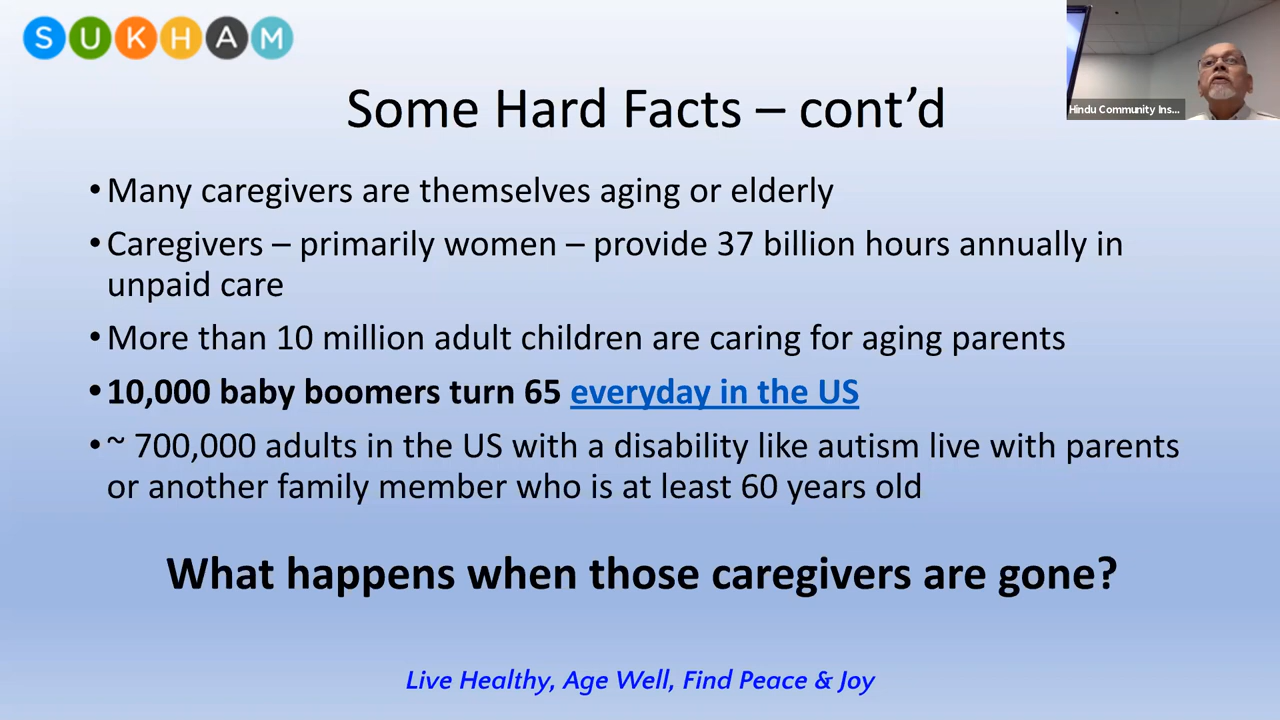 SUKHAM
Hindu Community Ins...
Some Hard Facts – cont’d
•Many caregivers are themselves aging or elderly
•Caregivers – primarily women – provide 37 billion hours annually in
unpaid care
•More than 10 million adult children are caring for aging parents
•10,000 baby boomers turn 65 everyday in the US
•~ 700,000 adults in the US with a disability like autism live with parents
or another family member who is at least 60 years old
What happens when those caregivers are gone?
Live Healthy, Age Well, Find Peace & Joy